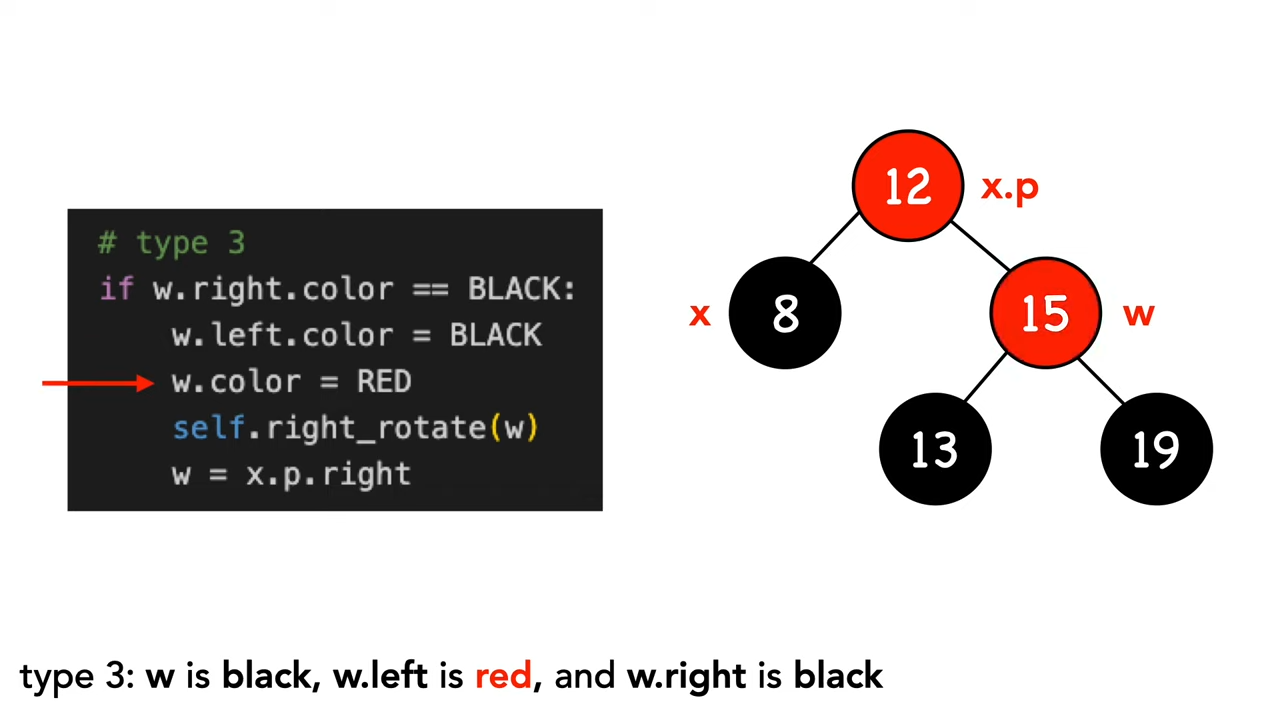 # type 3
if w.right.color == BLACK:
w.left.color = BLACK
w.color = RED
self.right_rotate(w)
w = x.p.right
12 x.p
x 8 15 w
13 19
type 3: w is black, w.left is red, and w.right is black